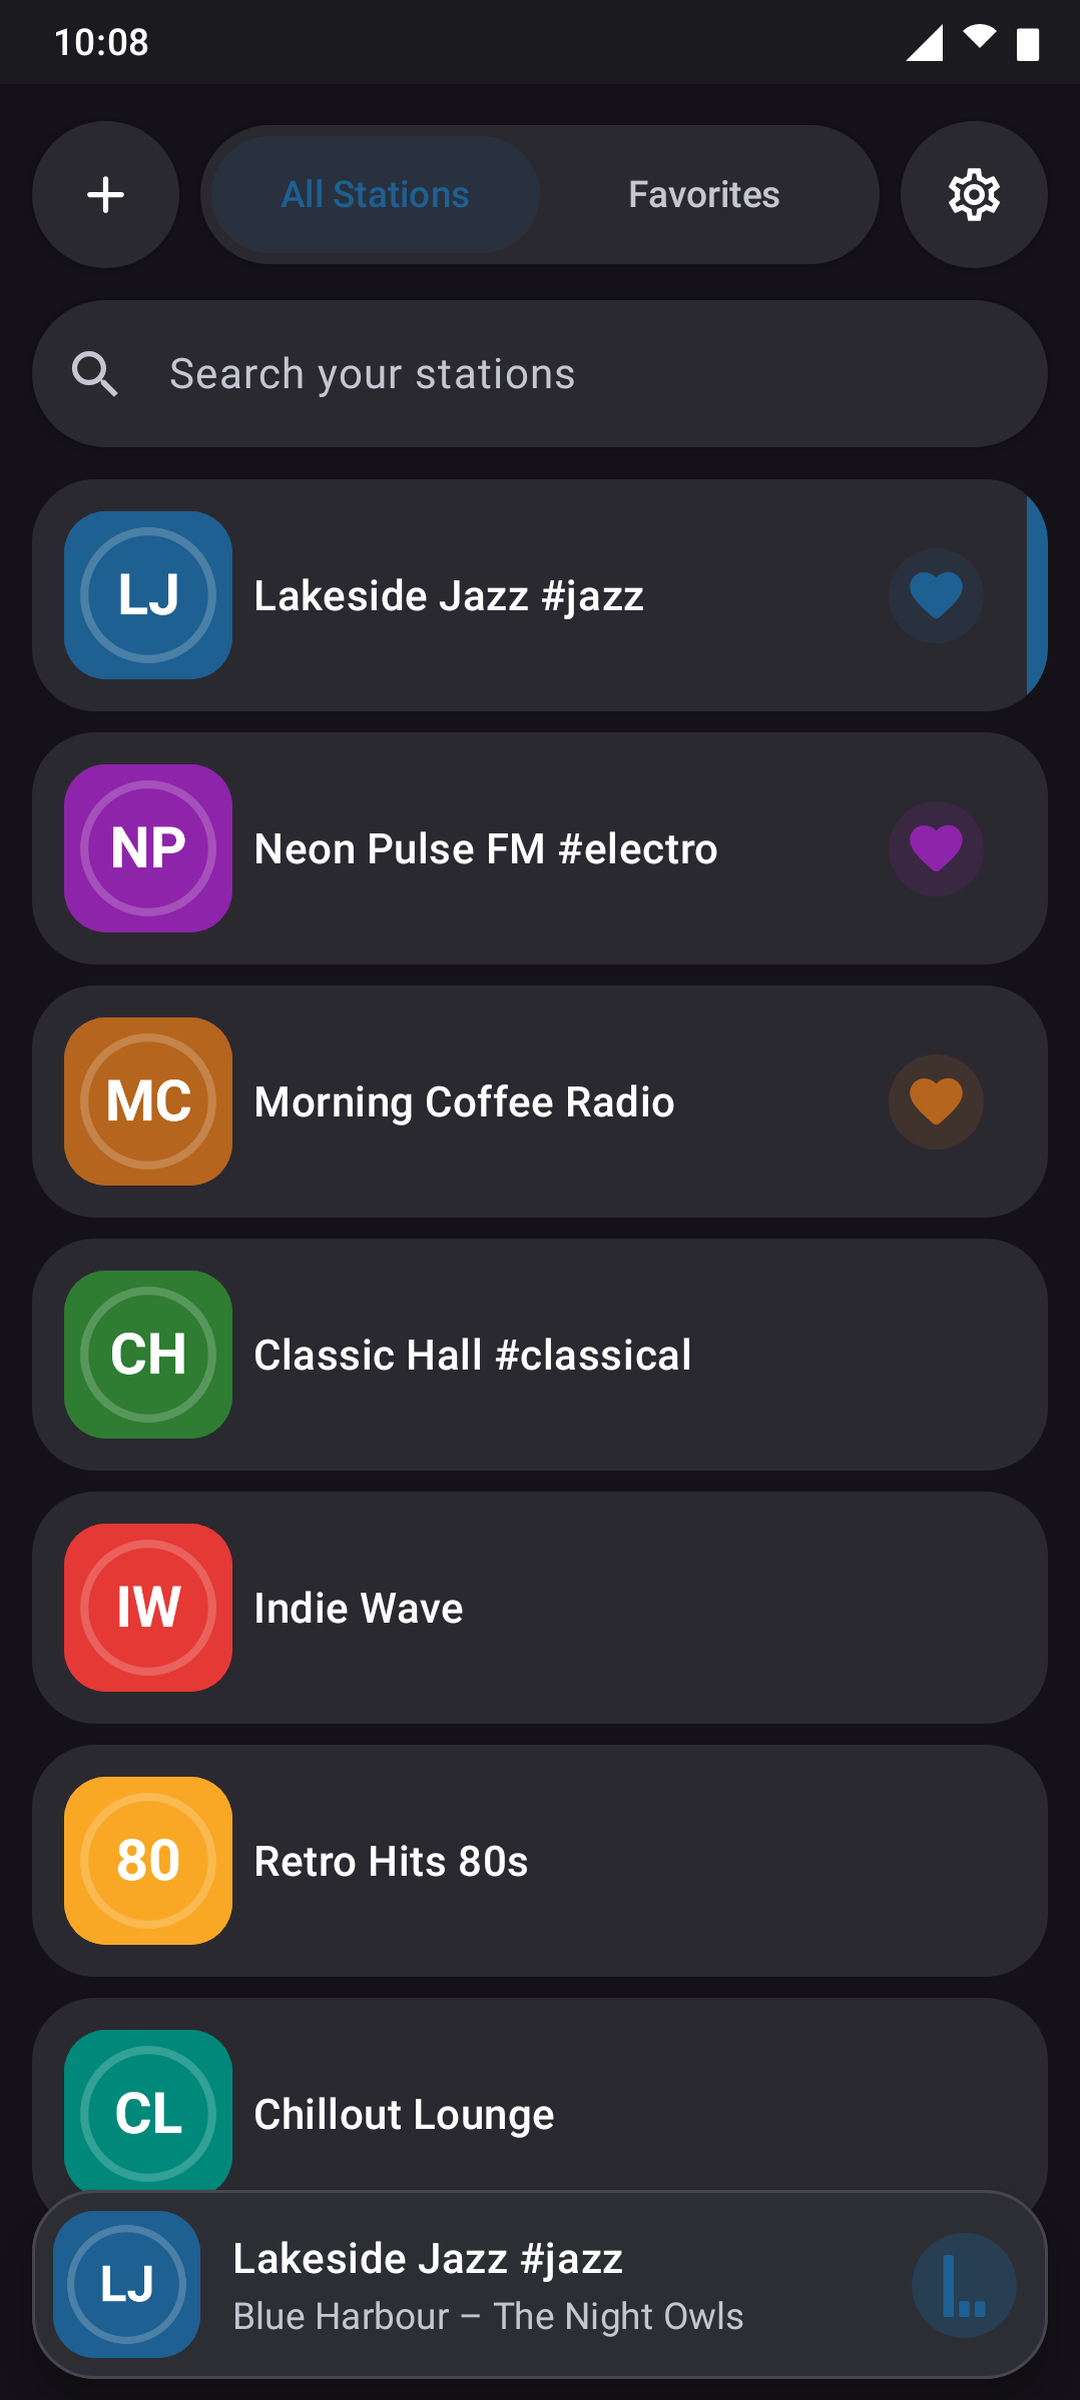 10:08
All Stations
Favorites
Search your stations
LJ
Lakeside Jazz #jazz
NP
Neon Pulse FM #electro
MC
Morning Coffee Radio
CH
Classic Hall #classical
IW
Indie Wave
80
Retro Hits 80s
CL
Chillout Lounge
LJ
Lakeside Jazz #jazz
Blue Harbour – The Night Owls